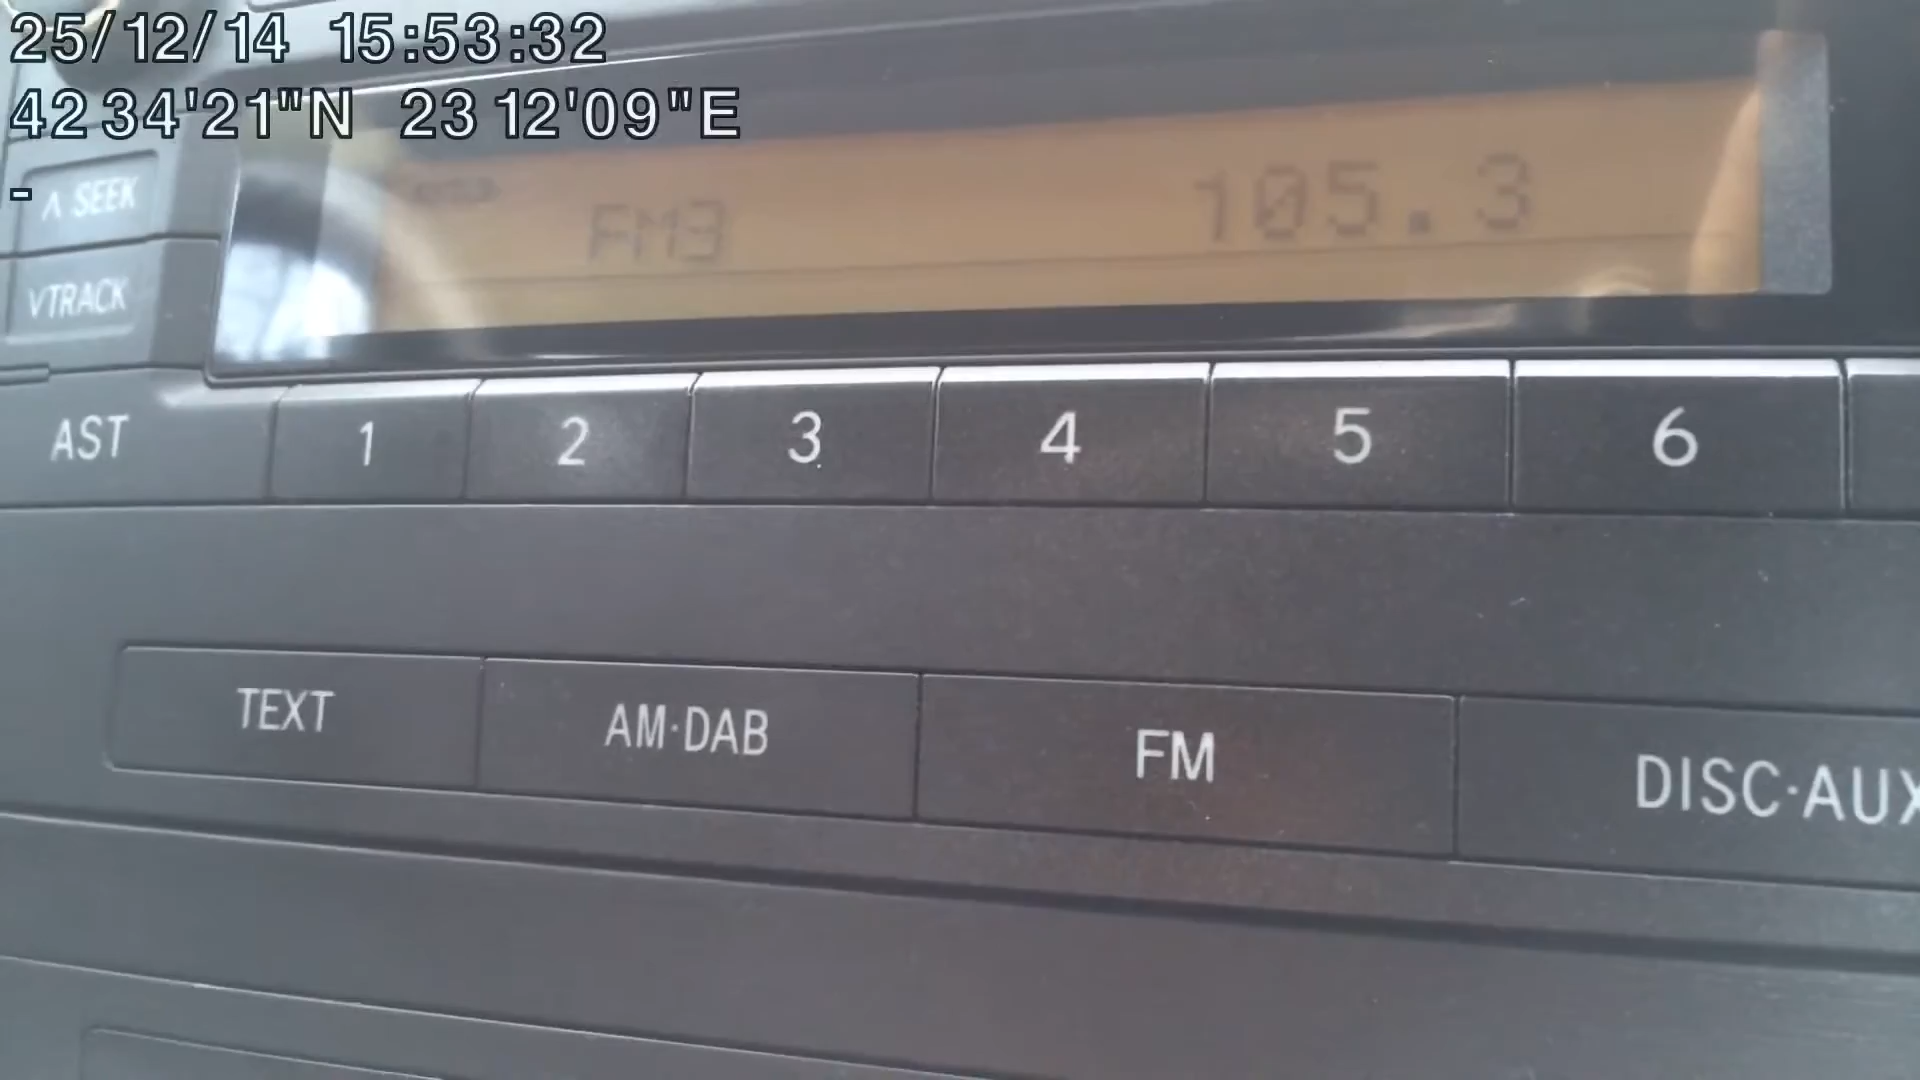 25/12/14 15:53:32
42 34'21"N 23 12'09"E
-
∧ SEEK
FM3 105.3
∨TRACK
AST 1 2 3 4 5 6
TEXT AM·DAB FM DISC·AUX